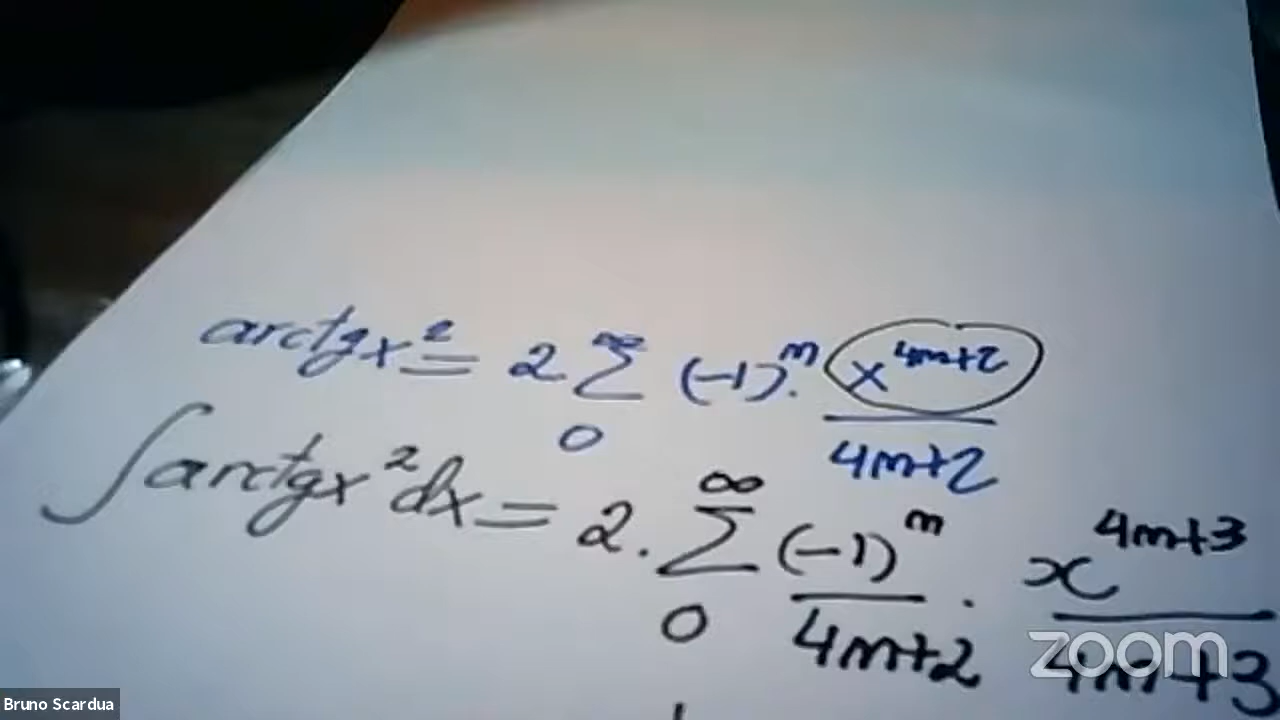 arctgx² = 2 ∞ Σ 0 (-1)^m · x^(4m+2) / 4m+2
∫ arctgx² dx = 2 · ∞ Σ 0 (-1)^m / 4m+2 · x^(4m+3) / 4m+3
zoom
Bruno Scardua